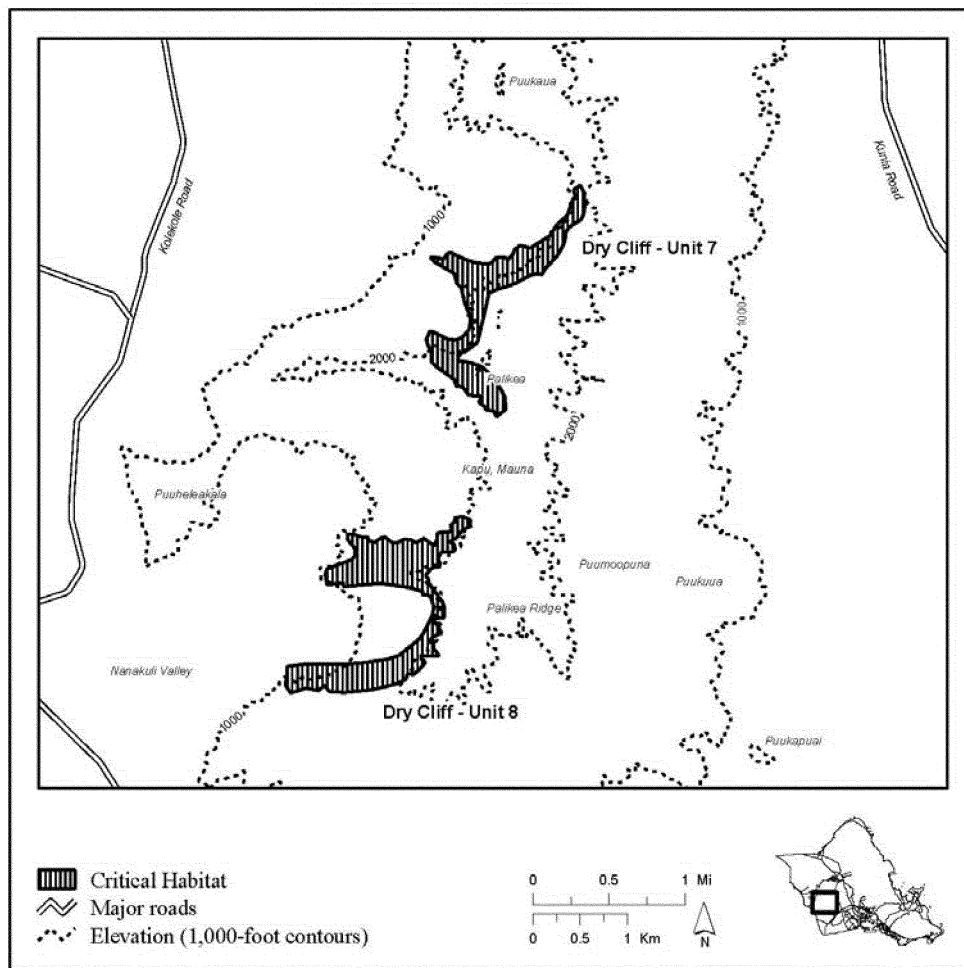 Puukaua
Kolekole Road
Kunia Road
1000
Dry Cliff - Unit 7
1000
2000
Palikea
2000
Kapu, Mauna
Puuheleakala
Puumoopuna
Puukuua
Palikea Ridge
Nanakuli Valley
1000
Dry Cliff - Unit 8
Puukapuai
Critical Habitat
Major roads
Elevation (1,000-foot contours)
0 0.5 1 Mi
0 0.5 1 Km
N